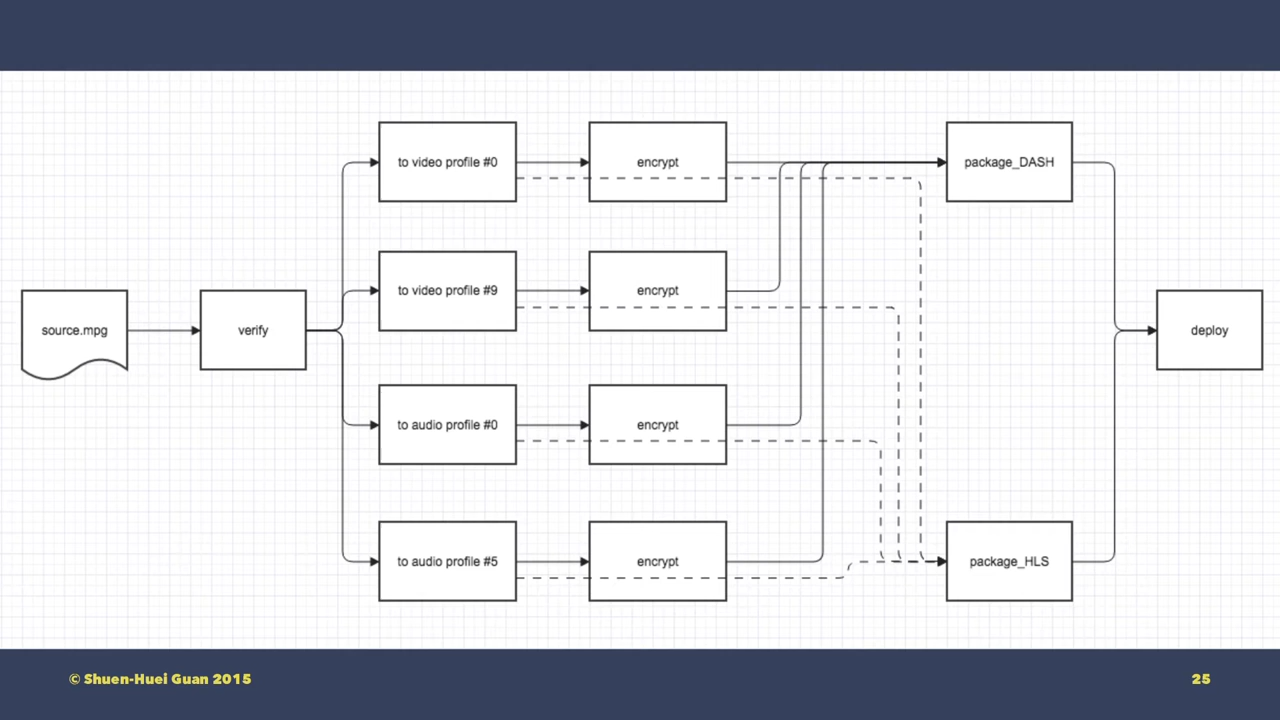 to video profile #0
encrypt
package_DASH
to video profile #9
encrypt
source.mpg
verify
deploy
to audio profile #0
encrypt
to audio profile #5
encrypt
package_HLS
© Shuen-Huei Guan 2015
25